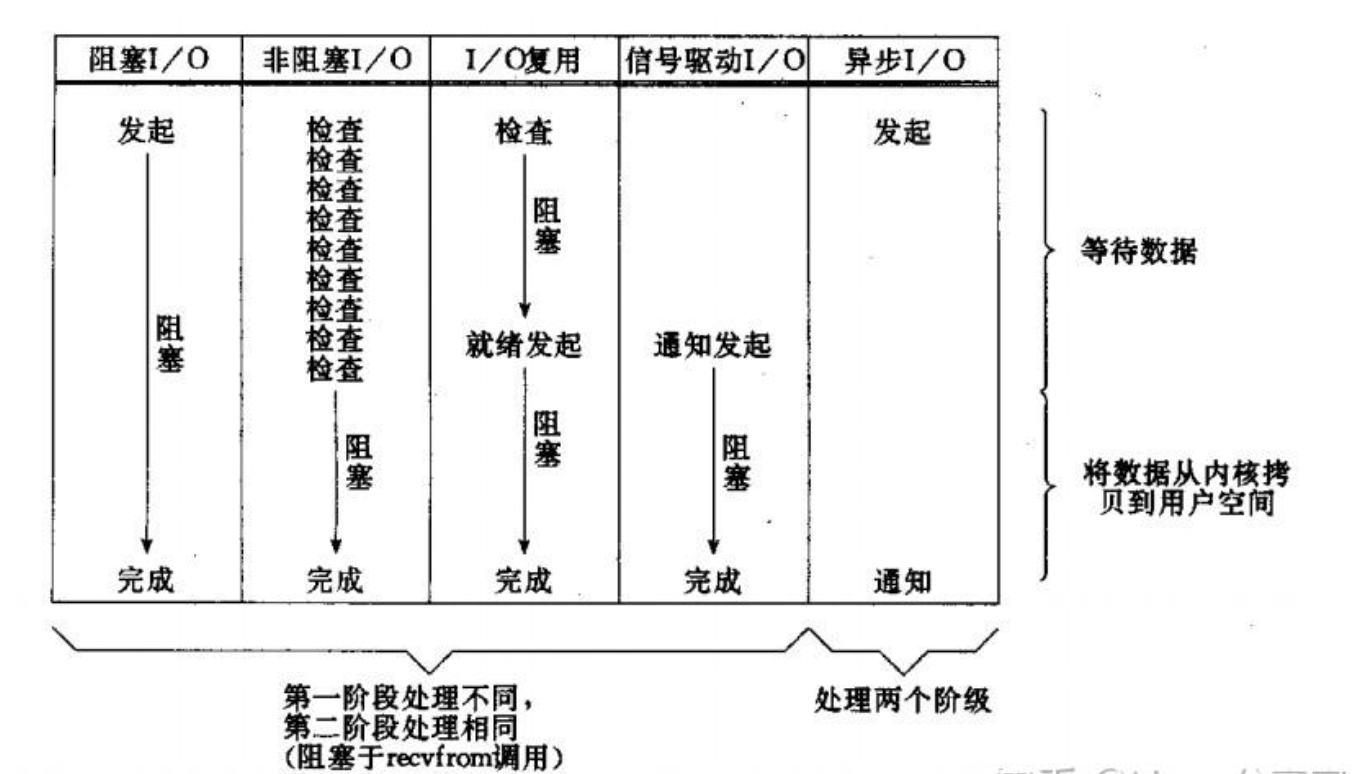 阻塞I/O 非阻塞I/O I/O复用 信号驱动I/O 异步I/O
发起 检查 检查 发起
检查
检查
检查
检查
检查
检查
检查
检查
阻塞
阻塞
就绪发起
通知发起
阻塞
阻塞
阻塞
完成 完成 完成 完成 通知
等待数据
将数据从内核拷
贝到用户空间
第一阶段处理不同，
第二阶段处理相同
(阻塞于recvfrom调用)
处理两个阶级